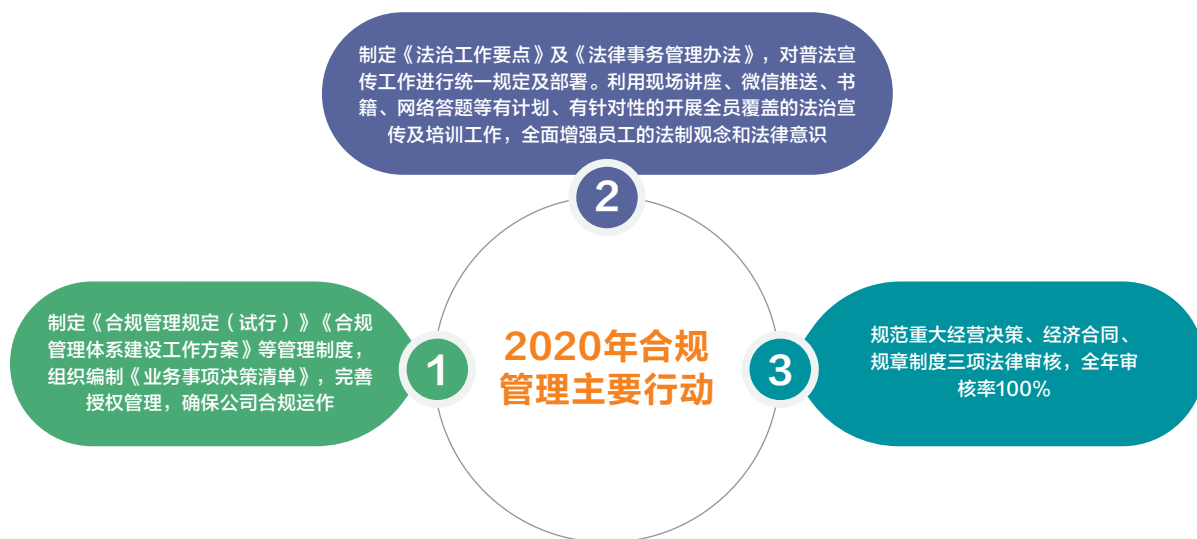 制定《法治工作要点》及《法律事务管理办法》，对普法宣
传工作进行统一规定及部署。利用现场讲座、微信推送、书
籍、网络答题等有计划、有针对性的开展全员覆盖的法治宣
传及培训工作，全面增强员工的法制观念和法律意识
2
制定《合规管理规定（试行）》《合规
管理体系建设工作方案》等管理制度，
组织编制《业务事项决策清单》，完善
授权管理，确保公司合规运作
1
2020年合规
管理主要行动
3
规范重大经营决策、经济合同、
规章制度三项法律审核，全年审
核率100%